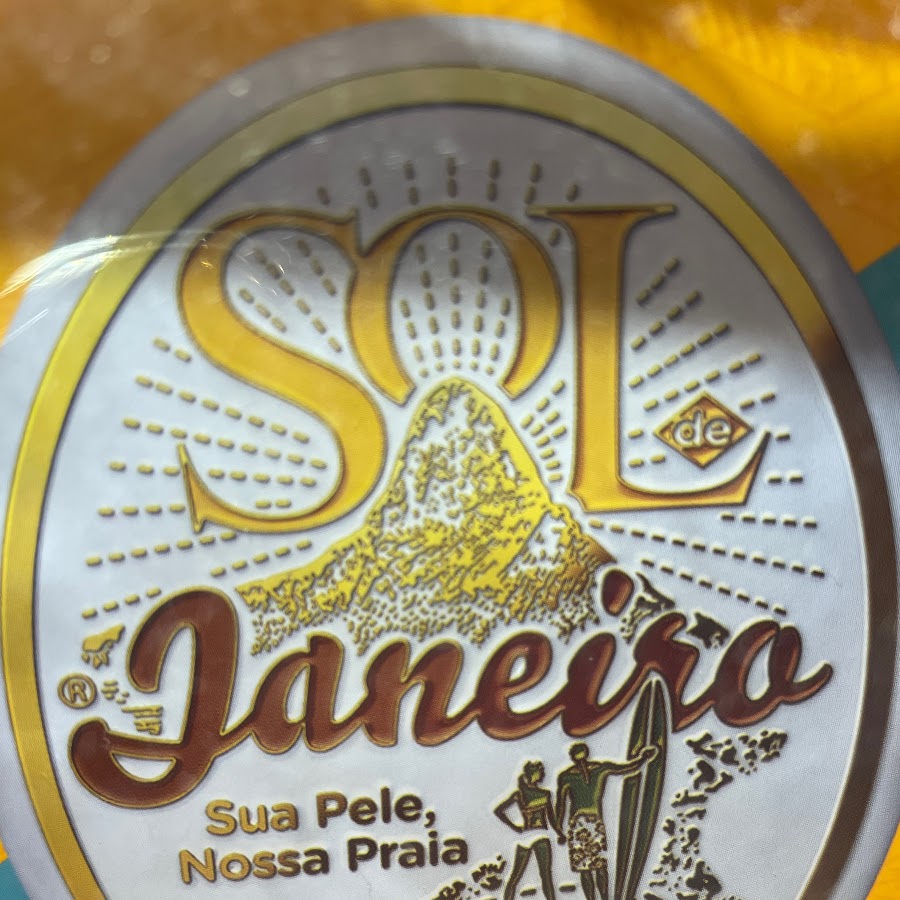 SOL
de
Janeiro
®
Sua Pele,
Nossa Praia